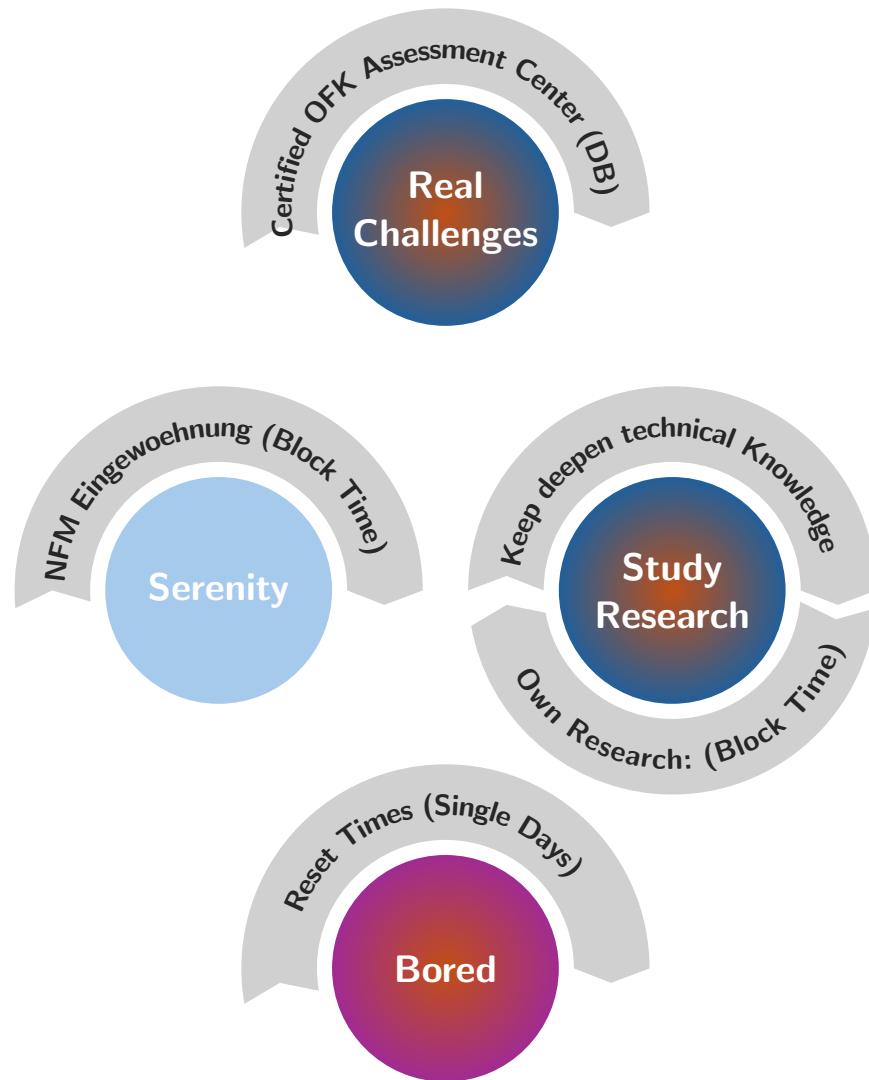 Certified OFK Assessment Center (DB)
Real
Challenges
NFM Eingewoehnung (Block Time)
Serenity
Keep deepen technical Knowledge
Study
Research
Own Research: (Block Time)
Reset Times (Single Days)
Bored